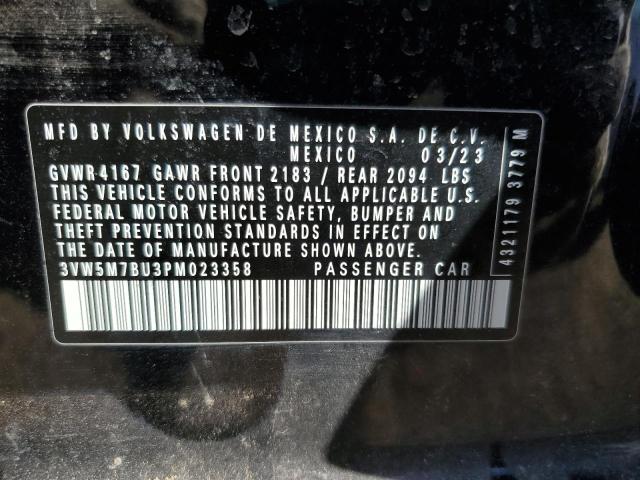 MFD BY VOLKSWAGEN DE MEXICO S.A. DE C.V.
MEXICO 03/23
GVWR 4167 GAWR FRONT 2183 / REAR 2094 LBS
THIS VEHICLE CONFORMS TO ALL APPLICABLE U.S.
FEDERAL MOTOR VEHICLE SAFETY, BUMPER AND
THEFT PREVENTION STANDARDS IN EFFECT ON
THE DATE OF MANUFACTURE SHOWN ABOVE.
3VW5M7BU3PM023358 PASSENGER CAR
4321179 3779 M